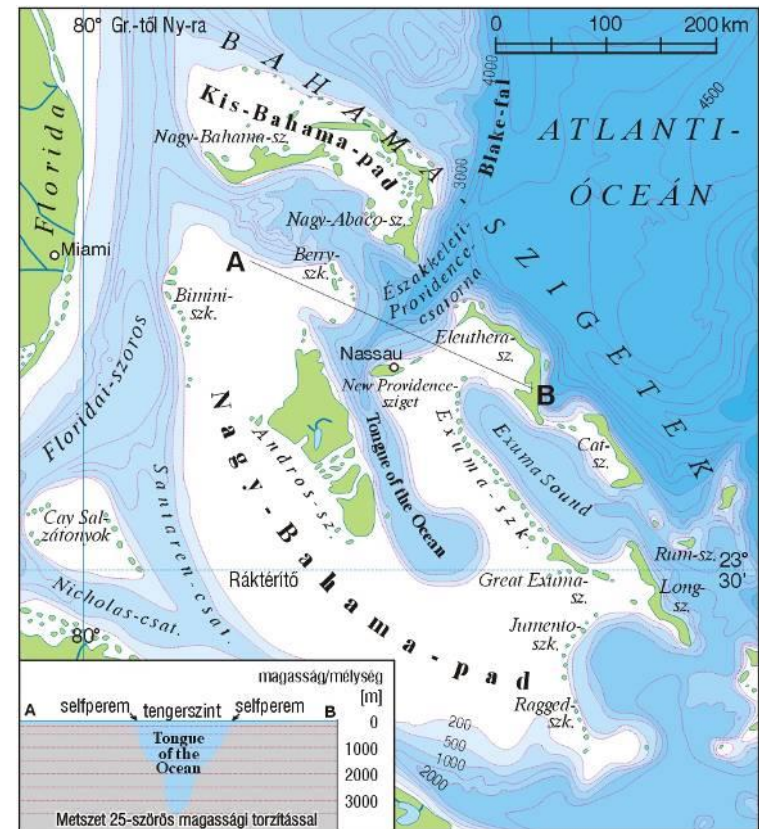 80° Gr.-től Ny-ra
0 100 200 km
BAHAMA
Kis-Bahama-pad
4000
4500
Blake-fal
Florida
Nagy-Bahama-sz.
ATLANTI-
ÓCEÁN
3000
Nagy-Abaco-sz.
SZIGETEK
Miami
A
Berry-
szk.
Északkeleti-
Providence-
csatorna
Bimini-
szk.
Eleuthera-
sz.
Nassau
New Providence-
sziget
B
Floridai-szoros
Nagy-Bahama-pad
Andros-sz.
Tongue of the Ocean
Exuma-szk.
Exuma Sound
Cat-
sz.
Santaren-csat.
Cay Sal-
zátonyok
Ráktérítő
Great Exuma-
sz.
Rum-sz.
Long-
sz.
23°
30'
Nicholas-csat.
80°
Jumento-
szk.
Ragged-
szk.
200
500
1000
2000
magasság/mélység
[m]
A selfperem tengerszint selfperem B
0
Tongue
of the
Ocean
1000
2000
3000
Metszet 25-szörös magassági torzítással